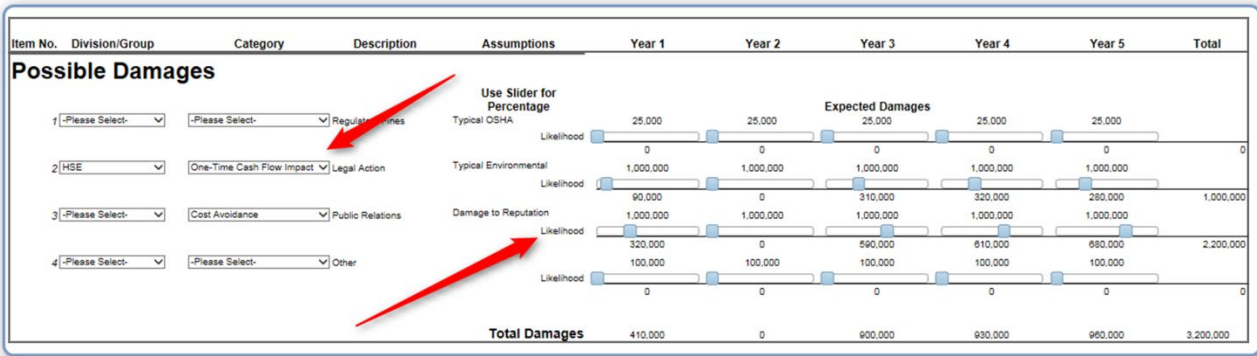 Item No. Division/Group Category Description Assumptions Year 1 Year 2 Year 3 Year 4 Year 5 Total
Possible Damages
Use Slider for
Percentage Expected Damages
1 -Please Select- -Please Select- Fines Typical OSHA 25,000 25,000 25,000 25,000 25,000
Likelihood
0 0 0 0 0 0
2 HSE One-Time Cash Flow Impact Legal Action Typical Environmental 1,000,000 1,000,000 1,000,000 1,000,000 1,000,000
Likelihood
90,000 0 310,000 320,000 280,000 1,000,000
3 -Please Select- Cost Avoidance Public Relations Damage to Reputation 1,000,000 1,000,000 1,000,000 1,000,000 1,000,000
Likelihood
320,000 0 590,000 610,000 680,000 2,200,000
4 -Please Select- -Please Select- Other 100,000 100,000 100,000 100,000 100,000
Likelihood
0 0 0 0 0 0
Total Damages 410,000 0 900,000 930,000 960,000 3,200,000